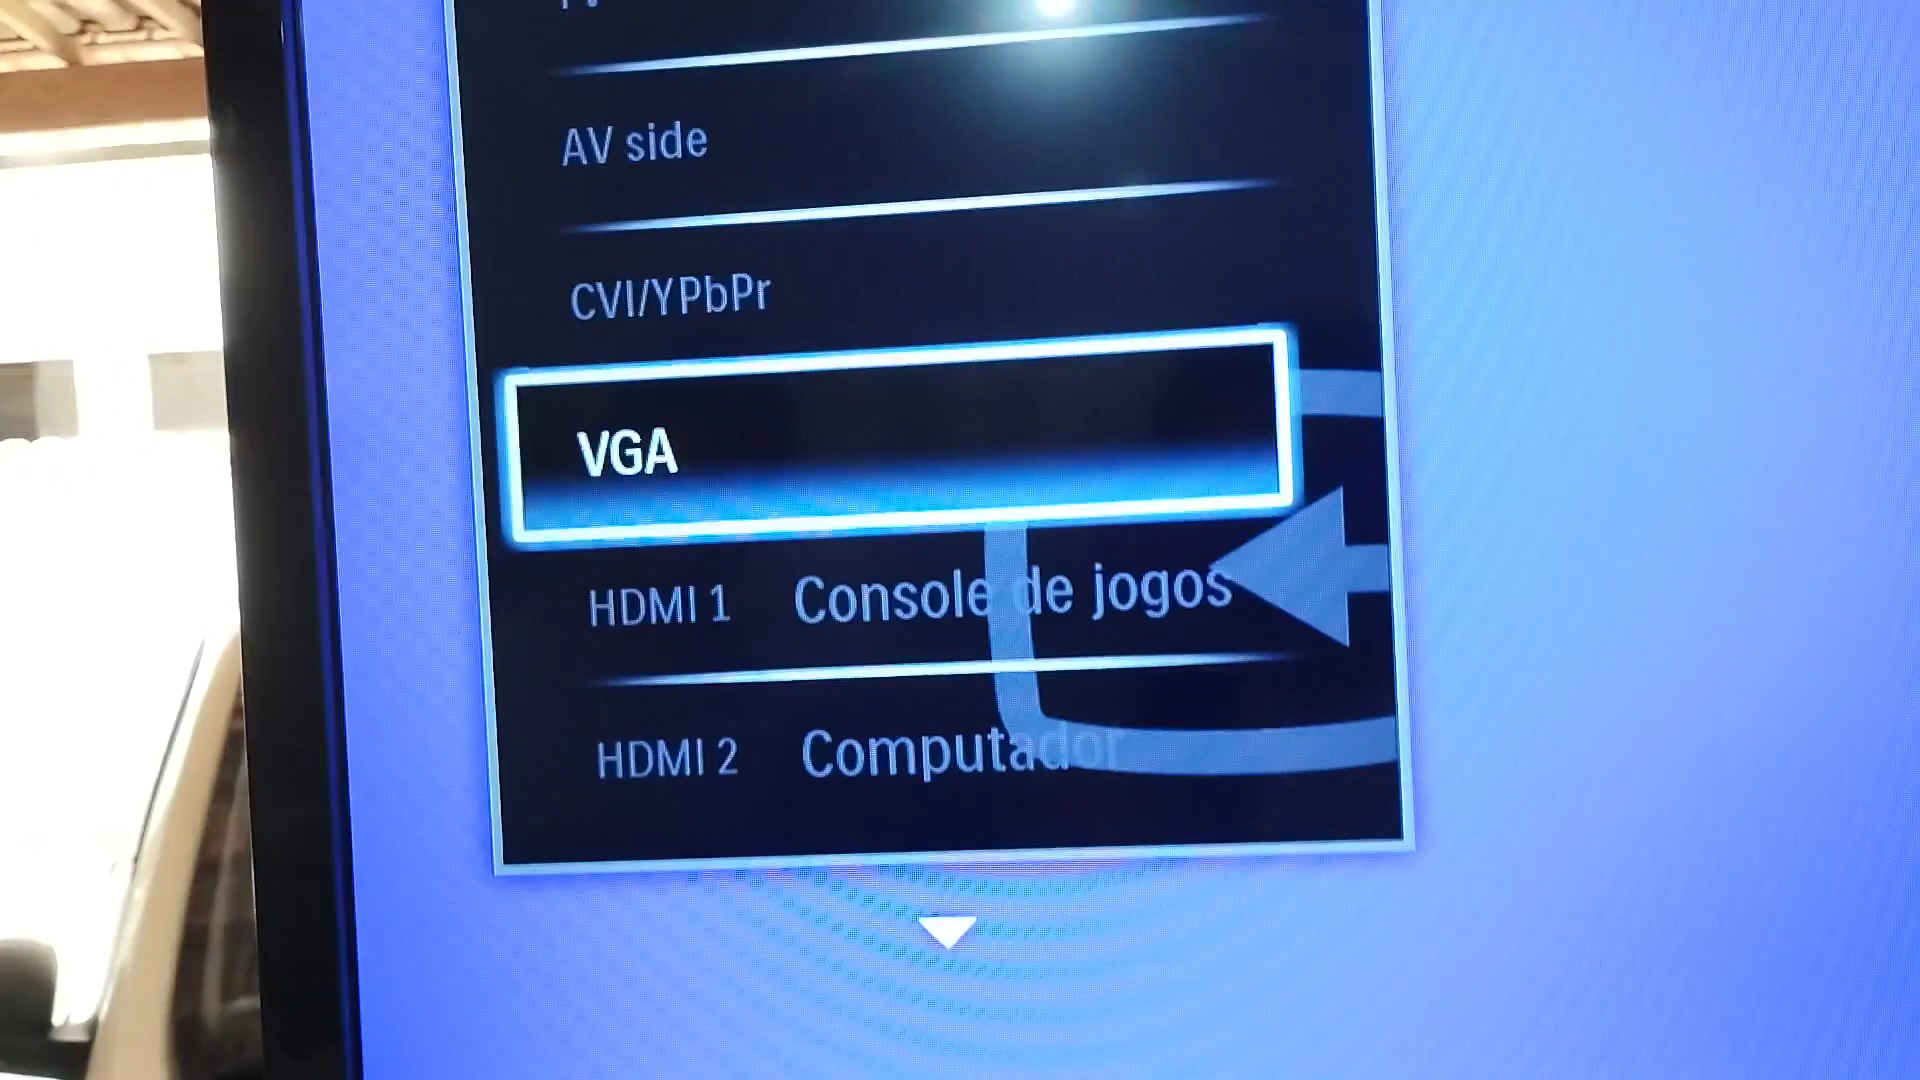 AV side
CVI/YPbPr
VGA
HDMI 1 Console de jogos
HDMI 2 Computador